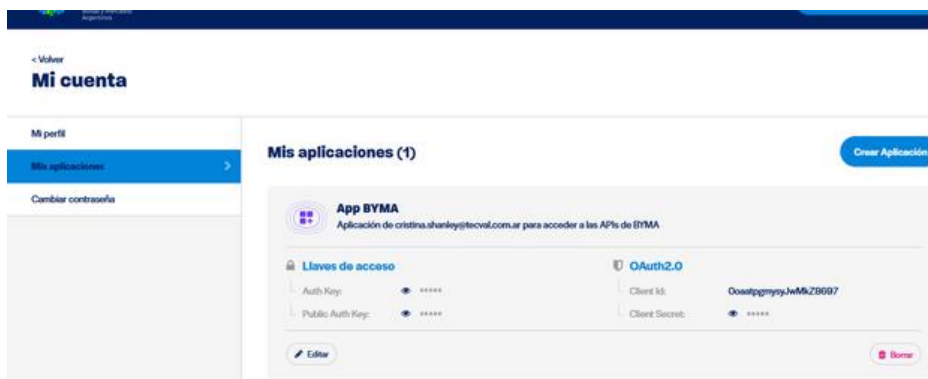 Argentinos
< Volver
Mi cuenta
Mi perfil
Mis aplicaciones
Cambiar contraseña
Mis aplicaciones (1)
Crear Aplicación
App BYMA
Aplicación de cristina.shanley@tecval.com.ar para acceder a las APIs de BYMA
Llaves de acceso
Auth Key: *****
Public Auth Key: *****
OAuth2.0
Client Id:
Client Secret: *****
Editar
Borrar